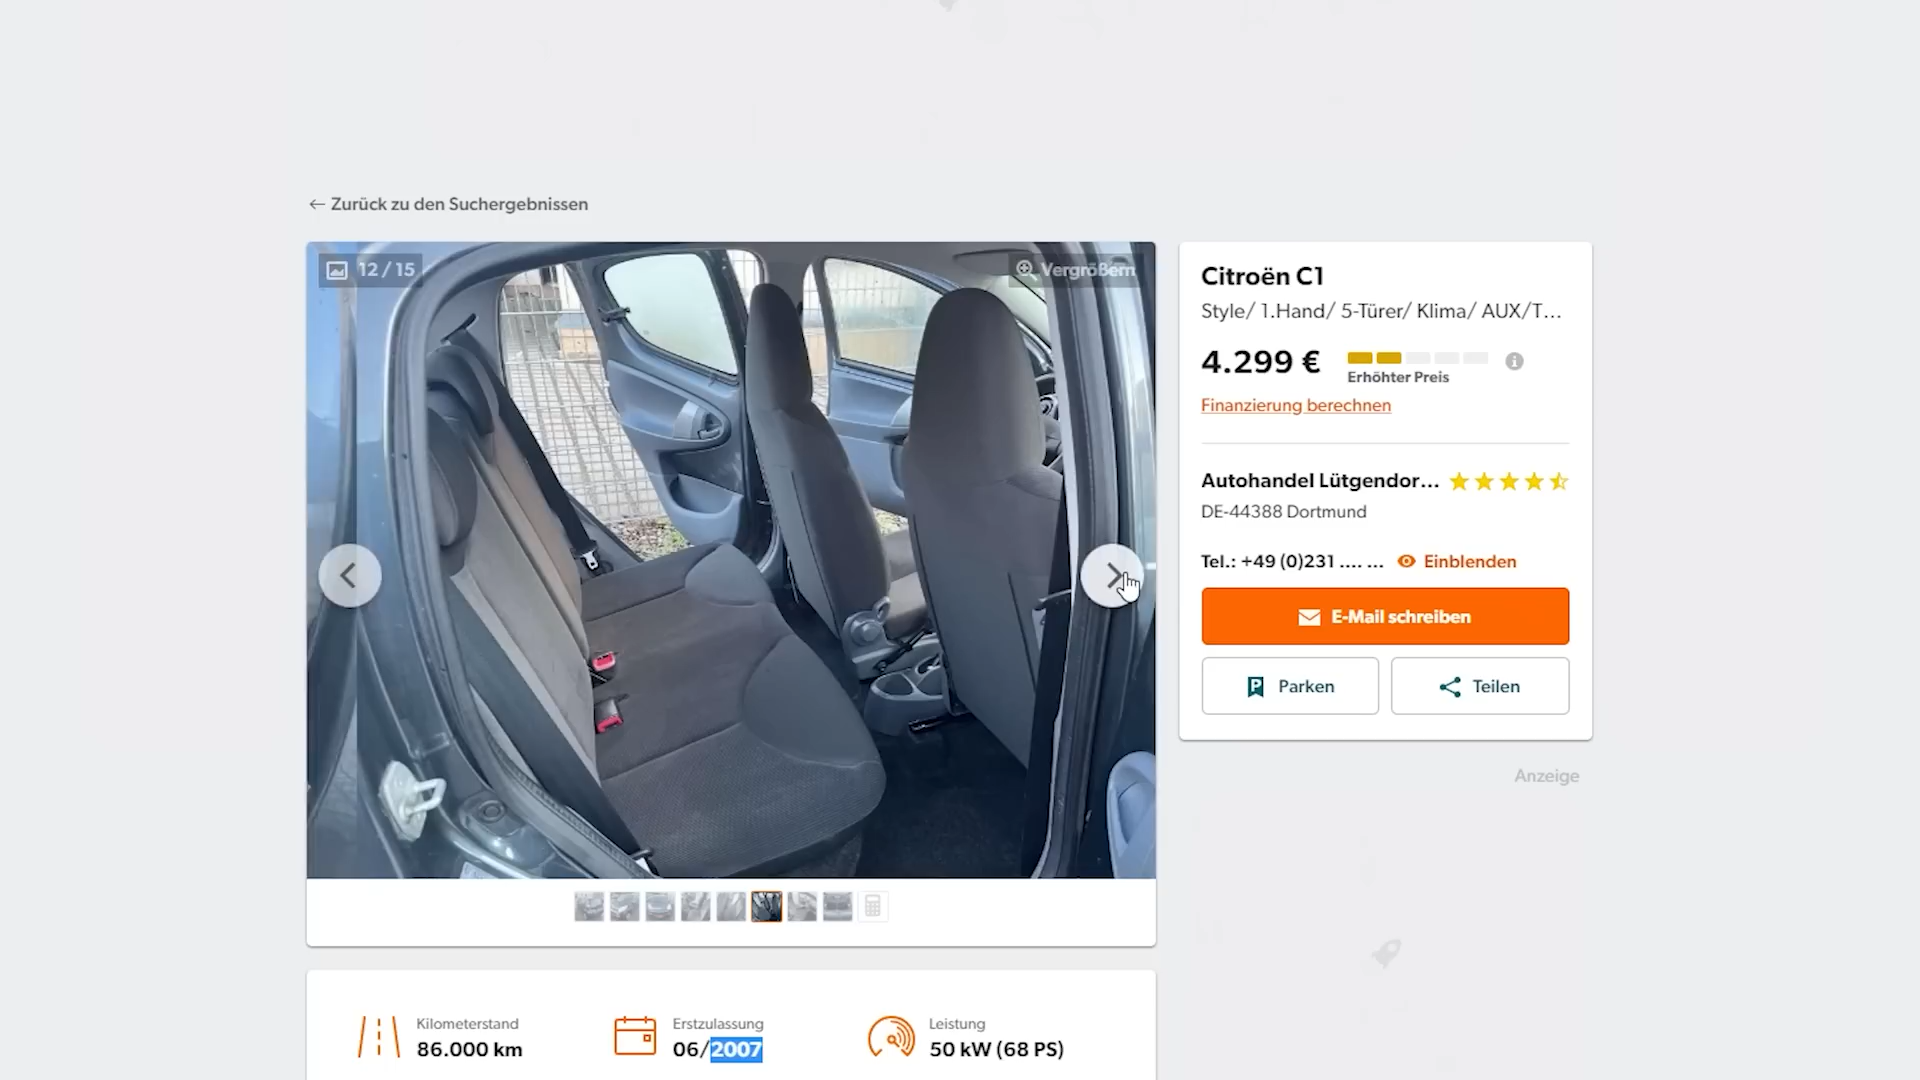 ← Zurück zu den Suchergebnissen
12 / 15
Vergrößern
Citroën C1
Style/ 1.Hand/ 5-Türer/ Klima/ AUX/T...
4.299 €
Erhöhter Preis
Finanzierung berechnen
Autohandel Lütgendor...
DE-44388 Dortmund
Tel.: +49 (0)231 .... ...
Einblenden
E-Mail schreiben
Parken
Teilen
Anzeige
Kilometerstand
86.000 km
Erstzulassung
06/2007
Leistung
50 kW (68 PS)